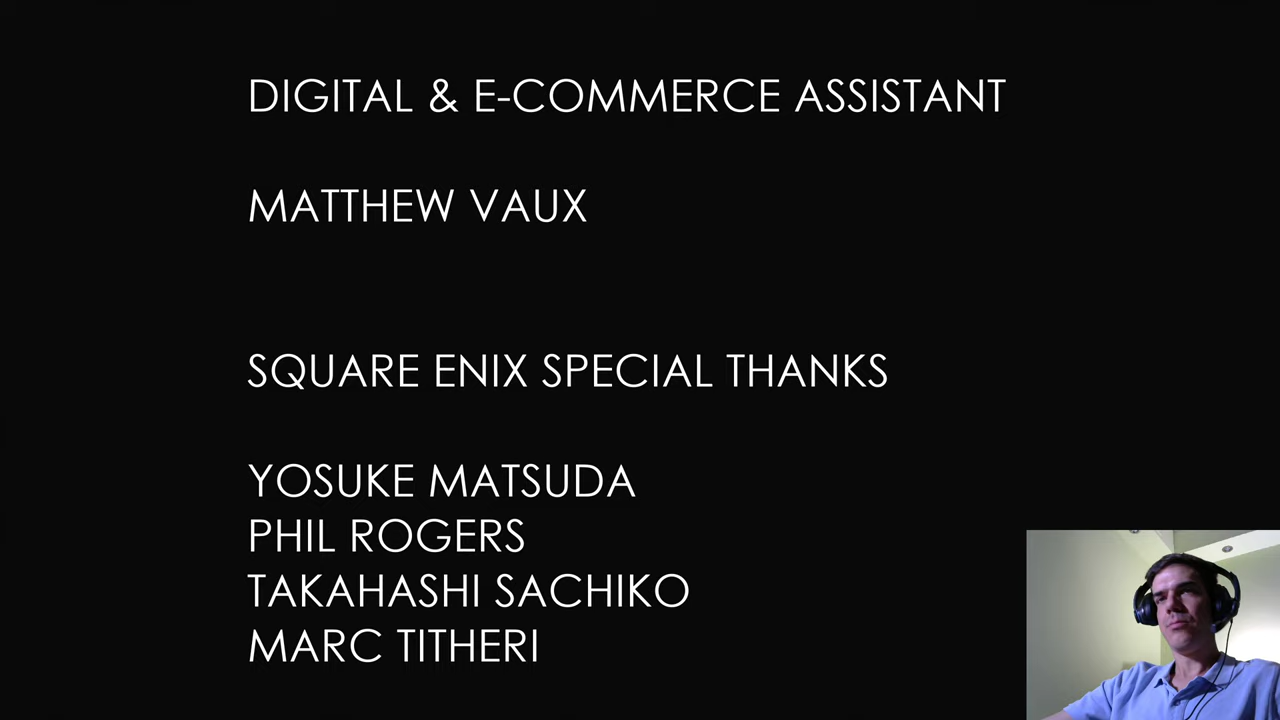 DIGITAL & E-COMMERCE ASSISTANT
MATTHEW VAUX
SQUARE ENIX SPECIAL THANKS
YOSUKE MATSUDA
PHIL ROGERS
TAKAHASHI SACHIKO
MARC TITHERI